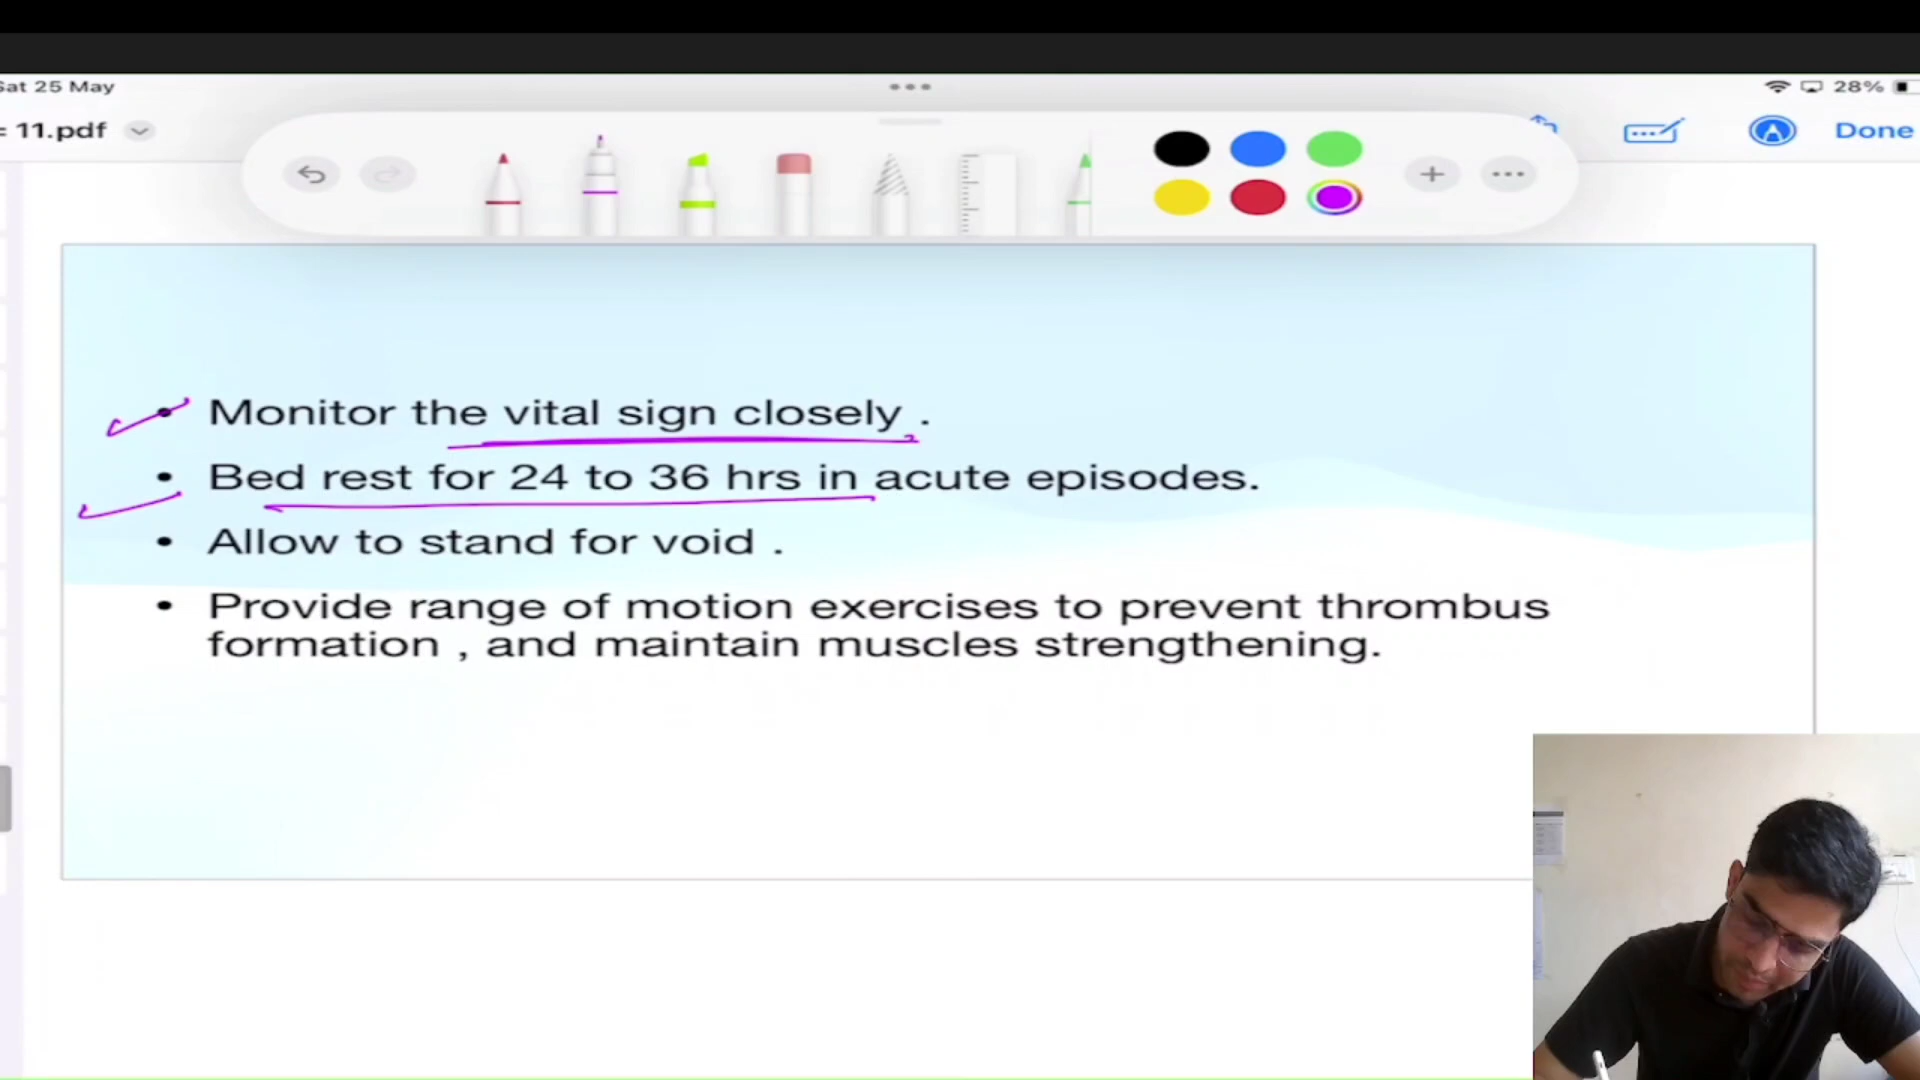 Sat 25 May
28%
= 11.pdf
Done
• Monitor the vital sign closely .
• Bed rest for 24 to 36 hrs in acute episodes.
• Allow to stand for void .
• Provide range of motion exercises to prevent thrombus
formation , and maintain muscles strengthening.